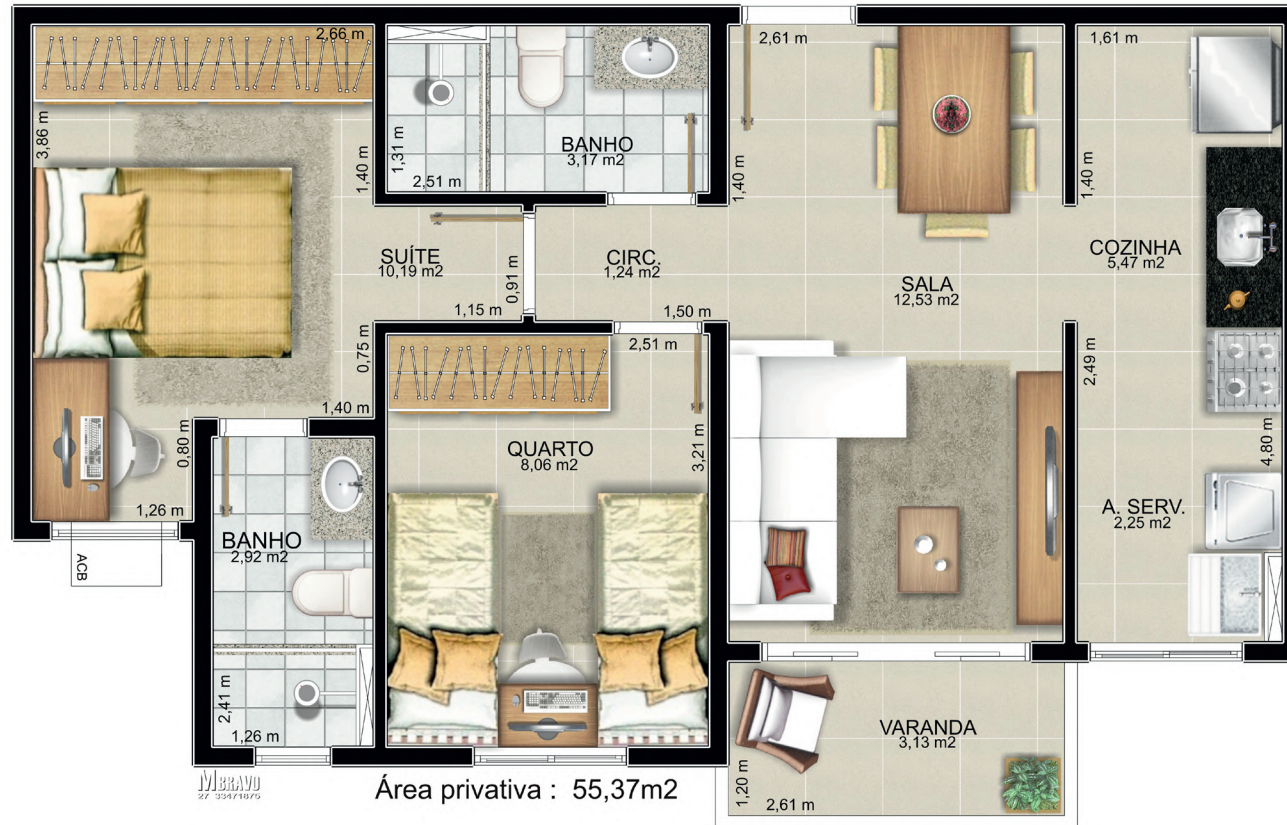 2,66 m
3,86 m
1,40 m
SUÍTE
10,19 m2
1,15 m
0,91 m
0,75 m
1,40 m
0,80 m
1,26 m
ACB
1,31 m
2,51 m
BANHO
3,17 m2
CIRC.
1,24 m2
1,50 m
2,51 m
QUARTO
8,06 m2
3,21 m
BANHO
2,92 m2
2,41 m
1,26 m
2,61 m
1,40 m
SALA
12,53 m2
1,61 m
1,40 m
COZINHA
5,47 m2
2,49 m
4,80 m
A. SERV.
2,25 m2
VARANDA
3,13 m2
1,20 m
2,61 m
MBRAVO
27 33471875
Área privativa : 55,37m2